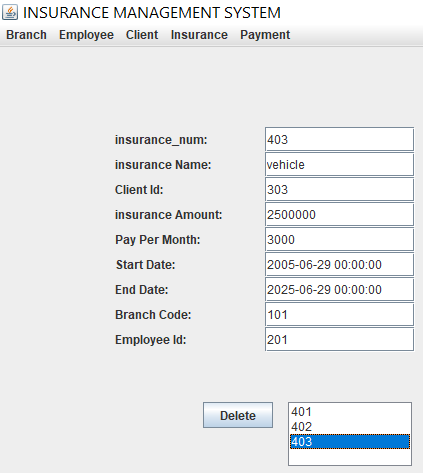 INSURANCE MANAGEMENT SYSTEM
Branch Employee Client Insurance Payment
insurance_num: 403
insurance Name: vehicle
Client Id: 303
insurance Amount: 2500000
Pay Per Month: 3000
Start Date: 2005-06-29 00:00:00
End Date: 2025-06-29 00:00:00
Branch Code: 101
Employee Id: 201
Delete
401
402
403